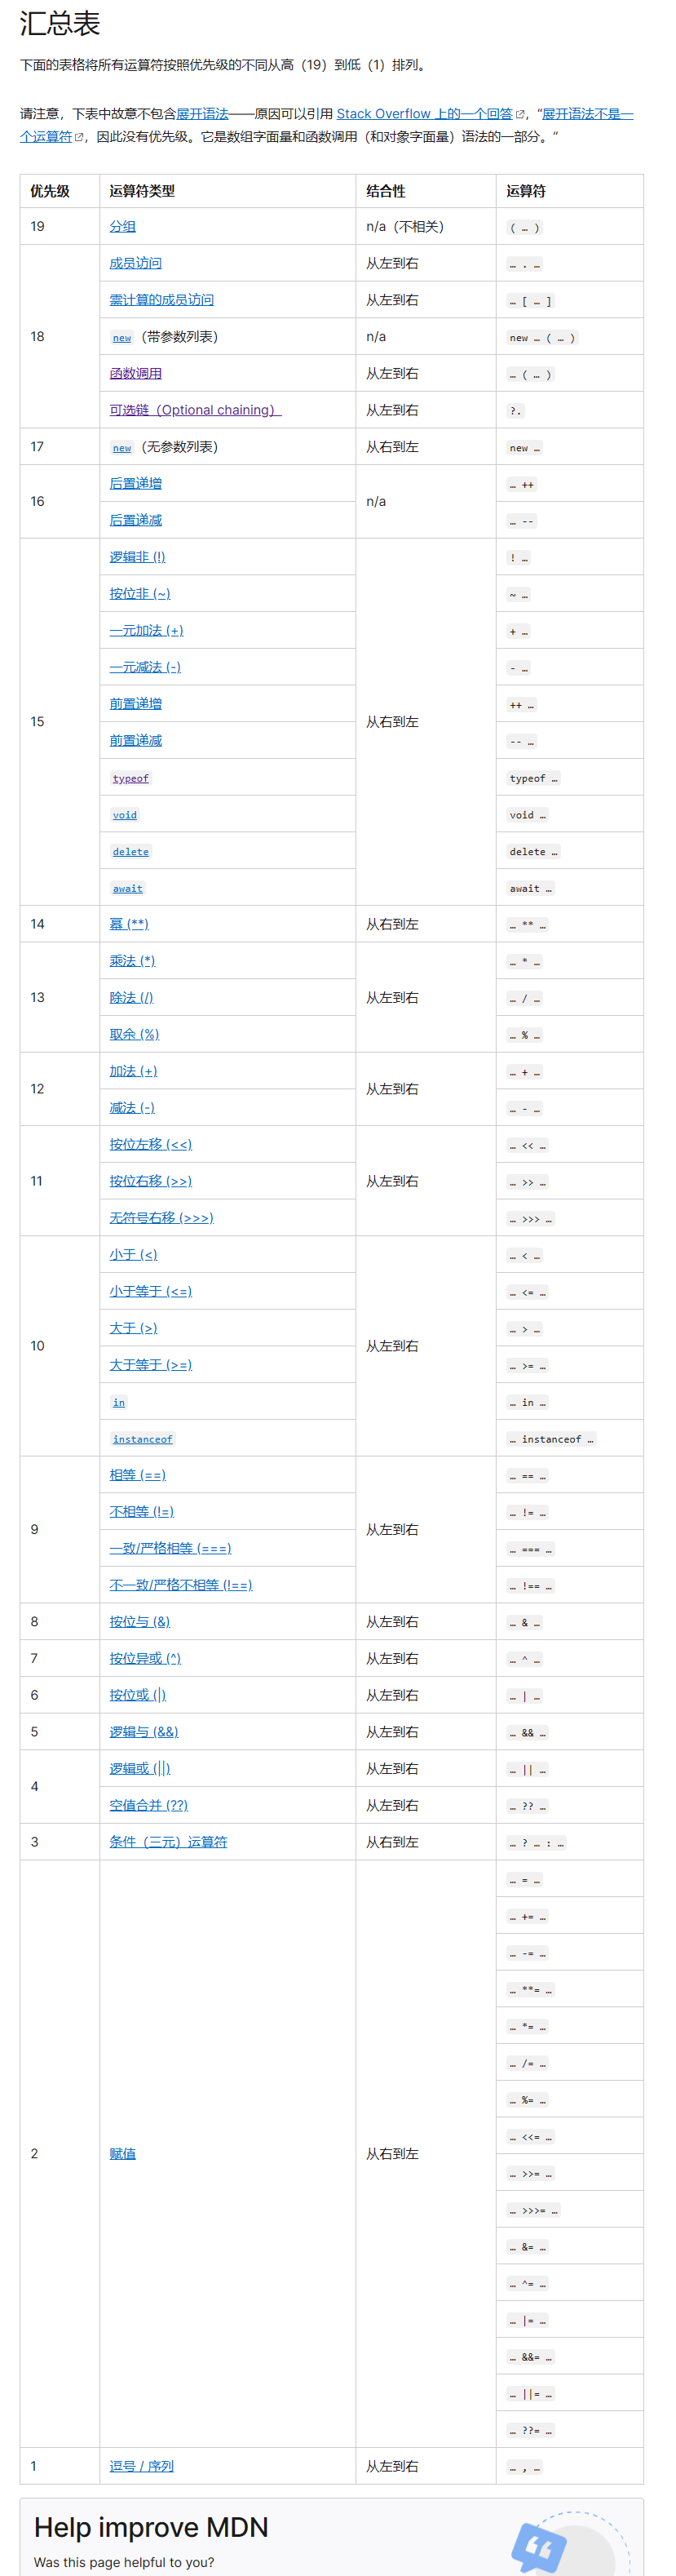 汇总表
下面的表格将所有运算符按照优先级的不同从高（19）到低（1）排列。
请注意，下表中故意不包含展开语法——原因可以引用 Stack Overflow 上的一个回答，“展开语法不是一
个运算符，因此没有优先级。它是数组字面量和函数调用（和对象字面量）语法的一部分。”
优先级 运算符类型 结合性 运算符
19 分组 n/a（不相关） ( … )
成员访问 从左到右 … . …
需计算的成员访问 从左到右 … [ … ]
18 new（带参数列表） n/a new … ( … )
函数调用 从左到右 … ( … )
可选链（Optional chaining） 从左到右 ?.
17 new（无参数列表） 从右到左 new …
16 后置递增 n/a … ++
后置递减 … --
逻辑非 (!) ! …
按位非 (~) ~ …
一元加法 (+) + …
一元减法 (-) - …
前置递增 ++ …
15 前置递减 从右到左 -- …
typeof typeof …
void void …
delete delete …
await await …
14 幂 (**) 从右到左 … ** …
乘法 (*) … * …
13 除法 (/) 从左到右 … / …
取余 (%) … % …
12 加法 (+) 从左到右 … + …
减法 (-) … - …
按位左移 (<<) … << …
11 按位右移 (>>) 从左到右 … >> …
无符号右移 (>>>) … >>> …
小于 (<) … < …
小于等于 (<=) … <= …
大于 (>) … > …
10 大于等于 (>=) 从左到右 … >= …
in … in …
instanceof … instanceof …
相等 (==) … == …
不相等 (!=) … != …
9 一致/严格相等 (===) 从左到右 … === …
不一致/严格不相等 (!==) … !== …
8 按位与 (&) 从左到右 … & …
7 按位异或 (^) 从左到右 … ^ …
6 按位或 (|) 从左到右 … | …
5 逻辑与 (&&) 从左到右 … && …
4 逻辑或 (||) 从左到右 … || …
空值合并 (??) 从左到右 … ?? …
3 条件（三元）运算符 从右到左 … ? … : …
… = …
… += …
… -= …
… **= …
… *= …
… /= …
… %= …
… <<= …
2 赋值 从右到左 … >>= …
… >>>= …
… &= …
… ^= …
… |= …
… &&= …
… ||= …
… ??= …
1 逗号 / 序列 从左到右 … , …
Help improve MDN
Was this page helpful to you?